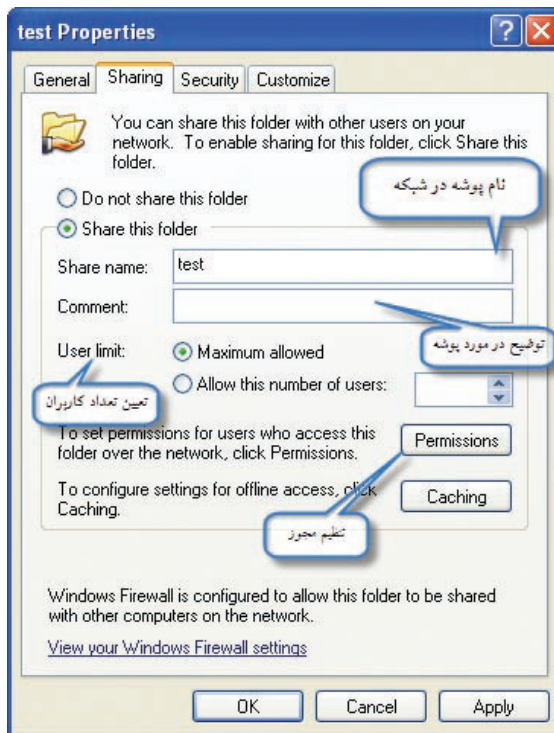 test Properties
General Sharing Security Customize
You can share this folder with other users on your
network. To enable sharing for this folder, click Share this
folder.
نام پوشه در شبکه
Do not share this folder
Share this folder
Share name: test
Comment:
توضیح در مورد پوشه
User limit: Maximum allowed
Allow this number of users:
تعیین تعداد کاربران
To set permissions for users who access this
folder over the network, click Permissions.
Permissions
To configure settings for offline access, click
Caching.
Caching
تنظیم مجوز
Windows Firewall is configured to allow this folder to be shared
with other computers on the network.
View your Windows Firewall settings
OK Cancel Apply